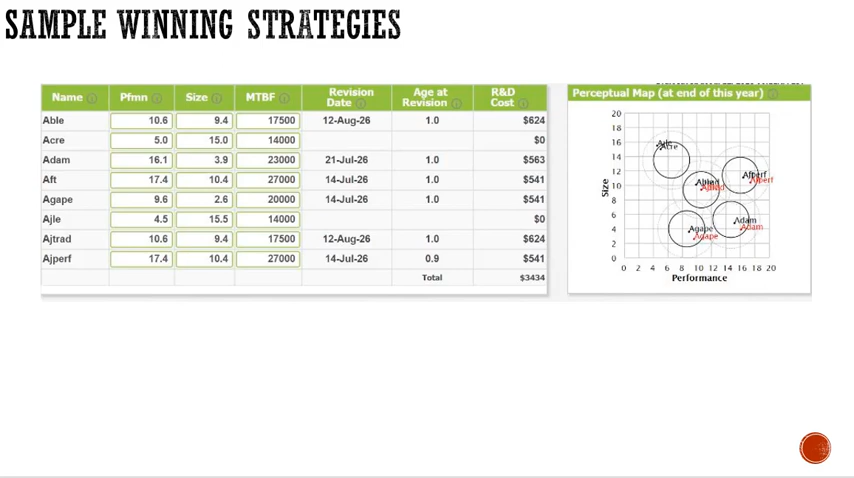 SAMPLE WINNING STRATEGIES
Name Pfmn Size MTBF Revision Date Age at Revision R&D Cost
Able 10.6 9.4 17500 12-Aug-26 1.0 $624
Acre 5.0 15.0 14000 $0
Adam 16.1 3.9 23000 21-Jul-26 1.0 $563
Aft 17.4 10.4 27000 14-Jul-26 1.0 $541
Agape 9.6 2.6 20000 14-Jul-26 1.0 $541
Ajle 4.5 15.5 14000 $0
Ajtrad 10.6 9.4 17500 12-Aug-26 1.0 $624
Ajperf 17.4 10.4 27000 14-Jul-26 0.9 $541
Total $3434
Perceptual Map (at end of this year)
20
18
16
14
12
10
8
6
4
2
0
Size
Acre
Ajperf
Ajtrad
Adam
Adam
Agape
Agape
0 2 4 6 8 10 12 14 16 18 20
Performance